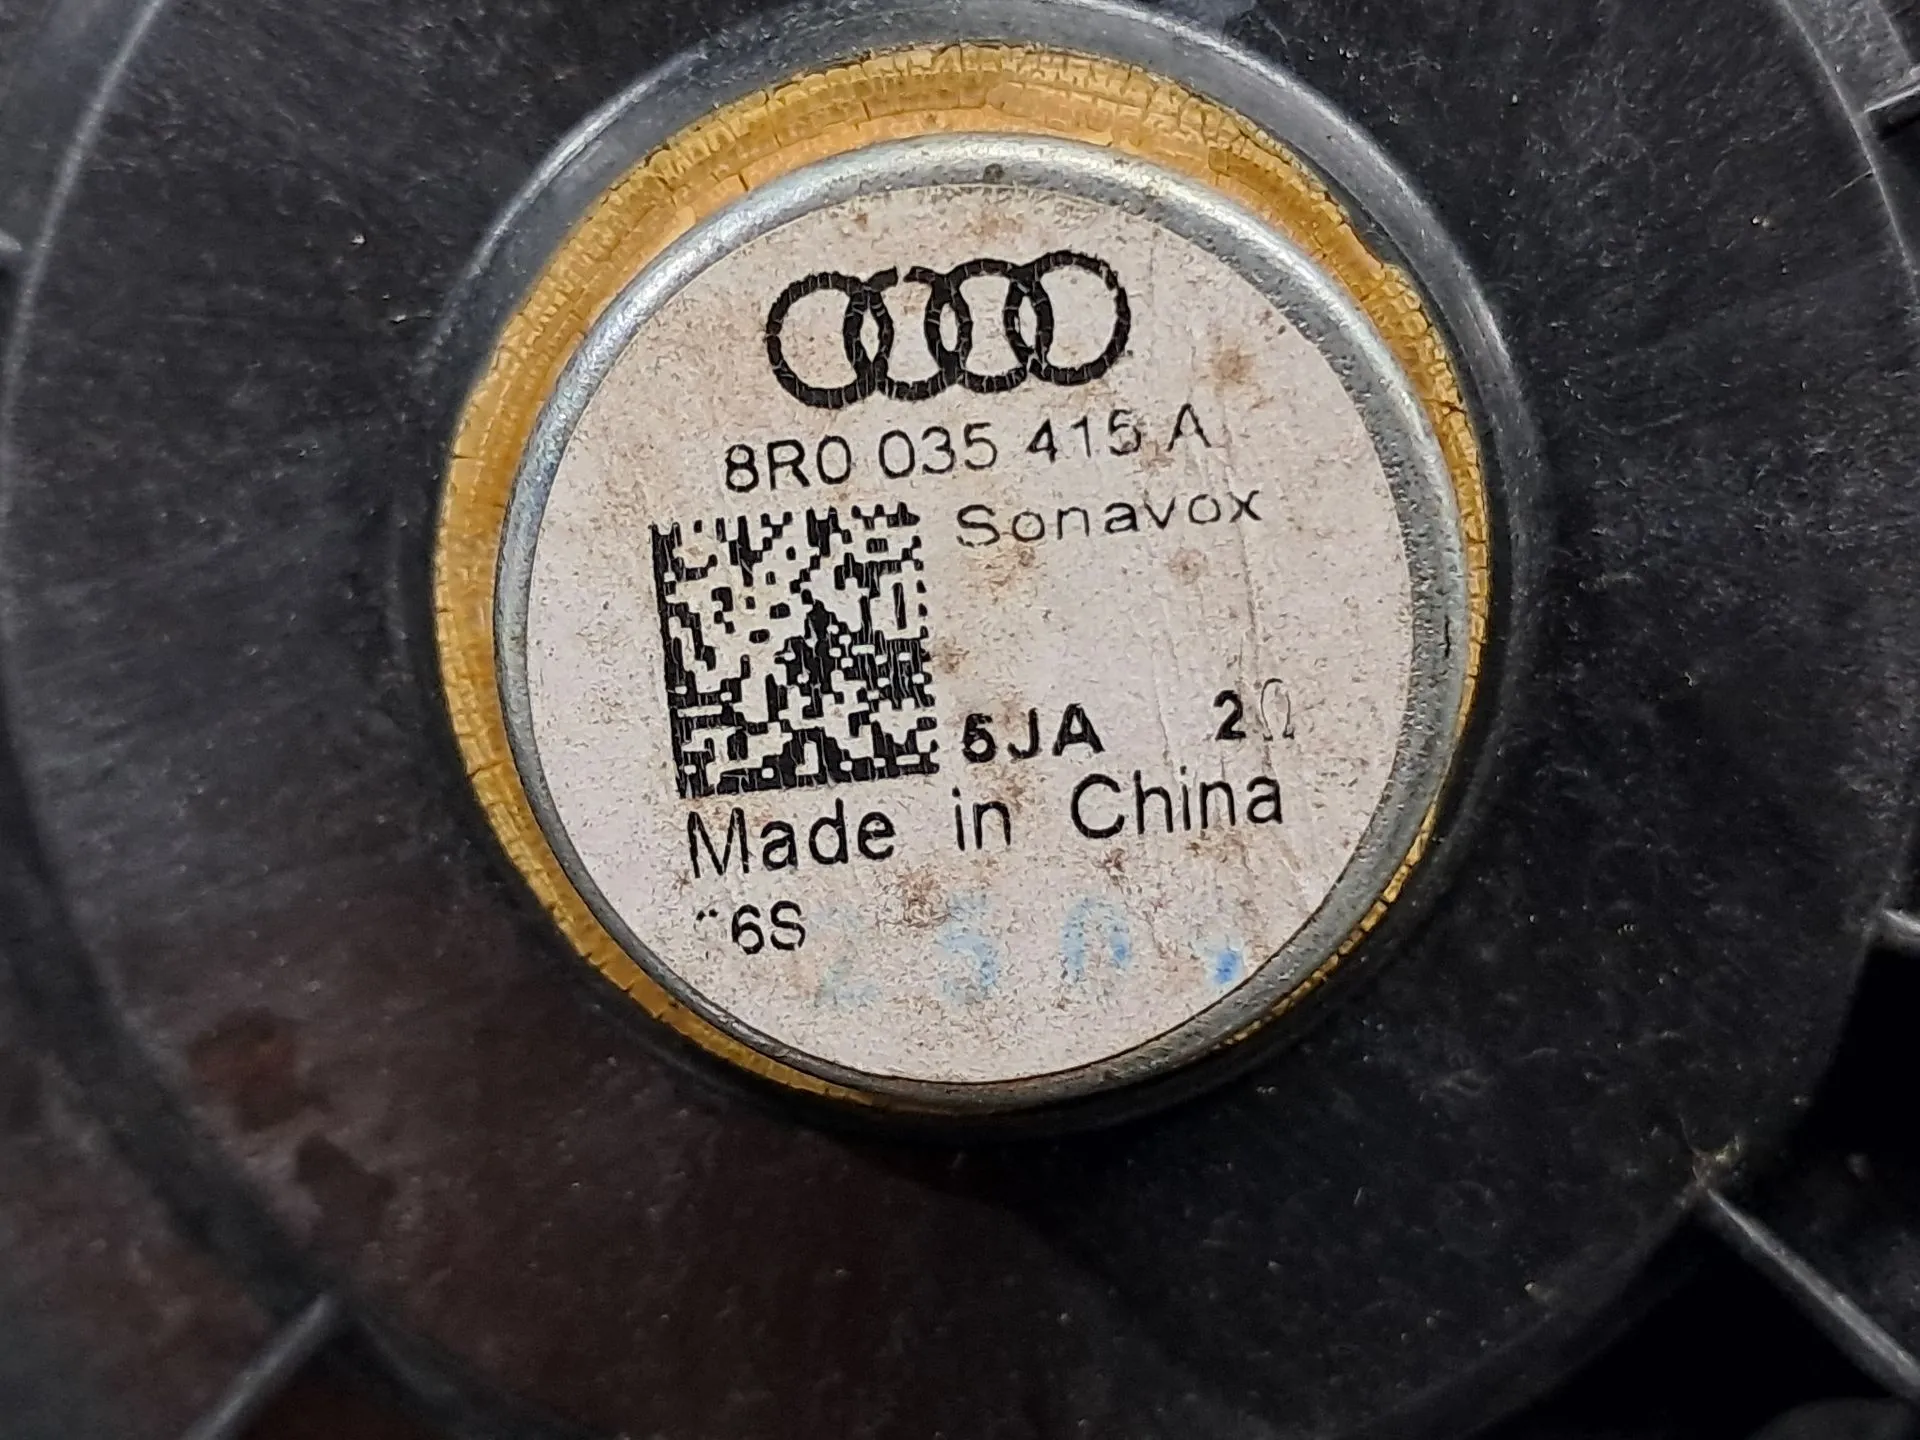 8R0 035 415 A
Sonavox
5JA 2Ω
Made in China
6S